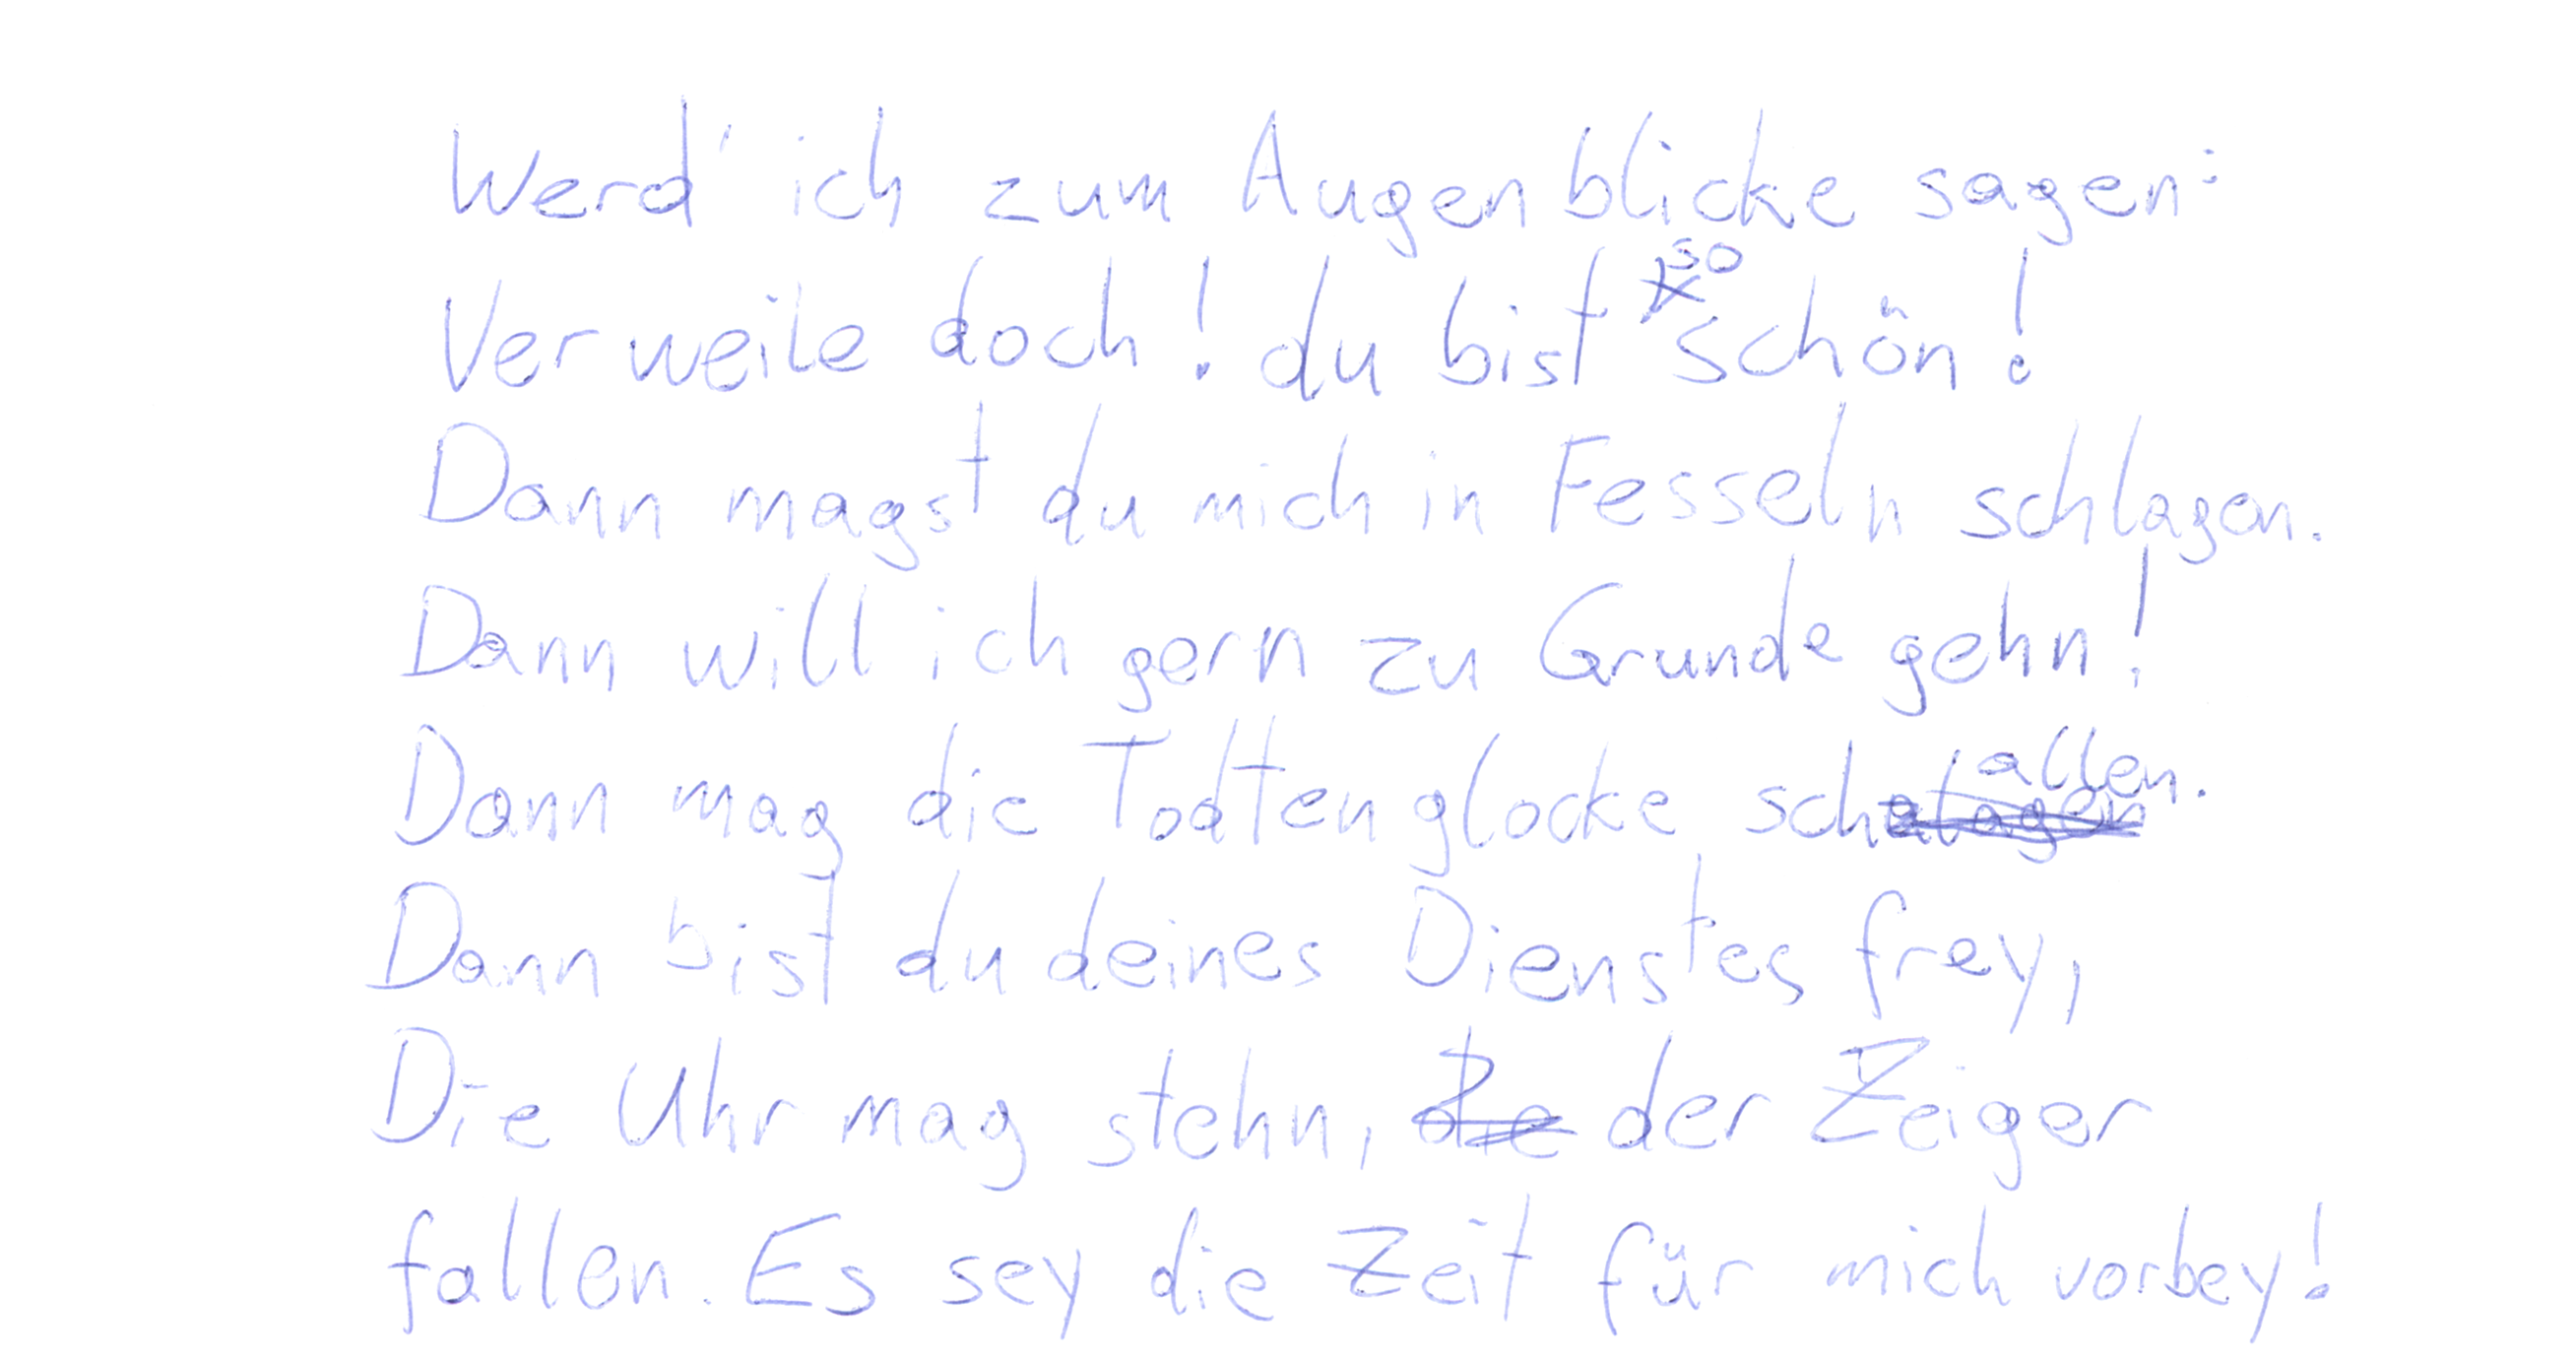 Werd' ich zum Augenblicke sagen:
Verweile doch! du bist so schön!
Dann magst du mich in Fesseln schlagen.
Dann will ich gern zu Grunde gehn!
Dann mag die Todtenglocke schallen.
Dann bist du deines Dienstes frey,
Die Uhr mag stehn, der Zeiger
fallen. Es sey die Zeit für mich vorbey!